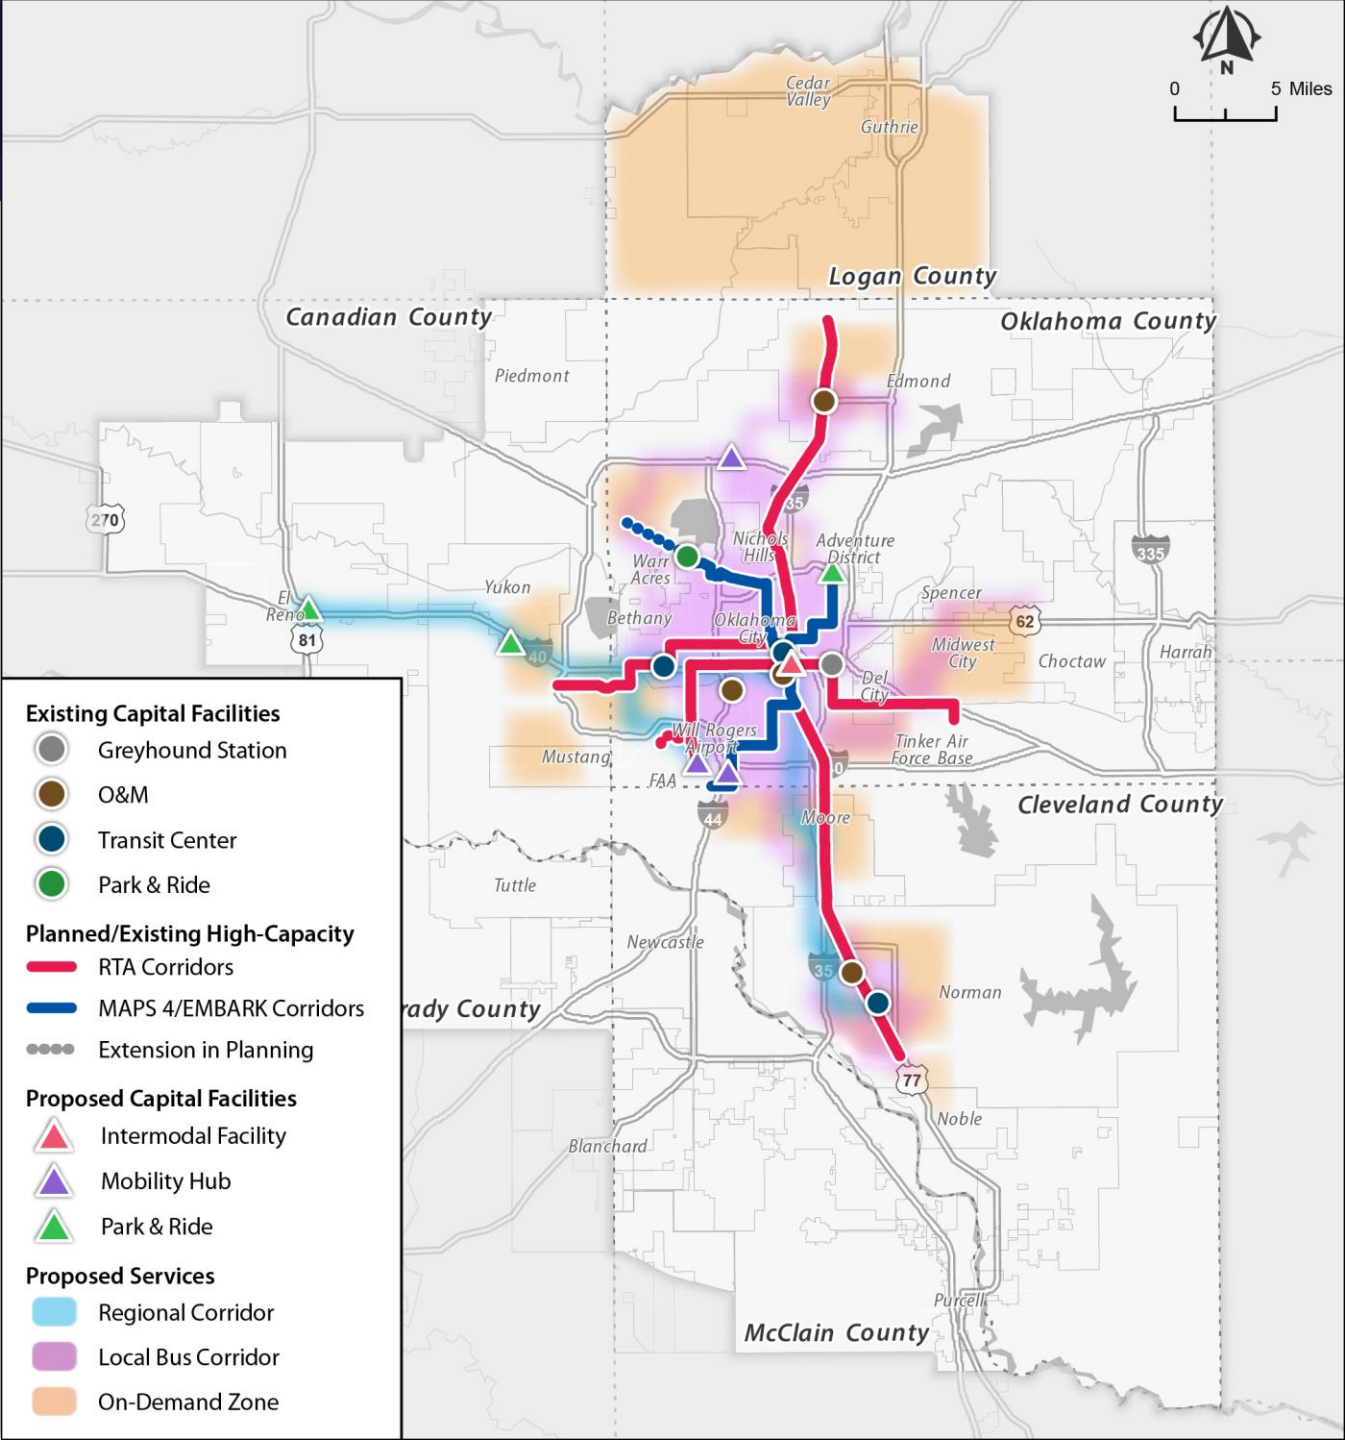 N
0 5 Miles
Cedar
Valley
Guthrie
Logan County
Canadian County
Oklahoma County
Piedmont
Edmond
270
35
Nichols
Hills
Adventure
District
335
Warr
Acres
Yukon
El
Reno
Spencer
Bethany
Oklahoma
City
62
81
40
Midwest
City
Choctaw
Harrah
Del
City
Will Rogers
Airport
Tinker Air
Force Base
Mustang
FAA
0
Cleveland County
44
Moore
Tuttle
Newcastle
35
Norman
rady County
77
Noble
Blanchard
Purcell
McClain County
Existing Capital Facilities
Greyhound Station
O&M
Transit Center
Park & Ride
Planned/Existing High-Capacity
RTA Corridors
MAPS 4/EMBARK Corridors
Extension in Planning
Proposed Capital Facilities
Intermodal Facility
Mobility Hub
Park & Ride
Proposed Services
Regional Corridor
Local Bus Corridor
On-Demand Zone